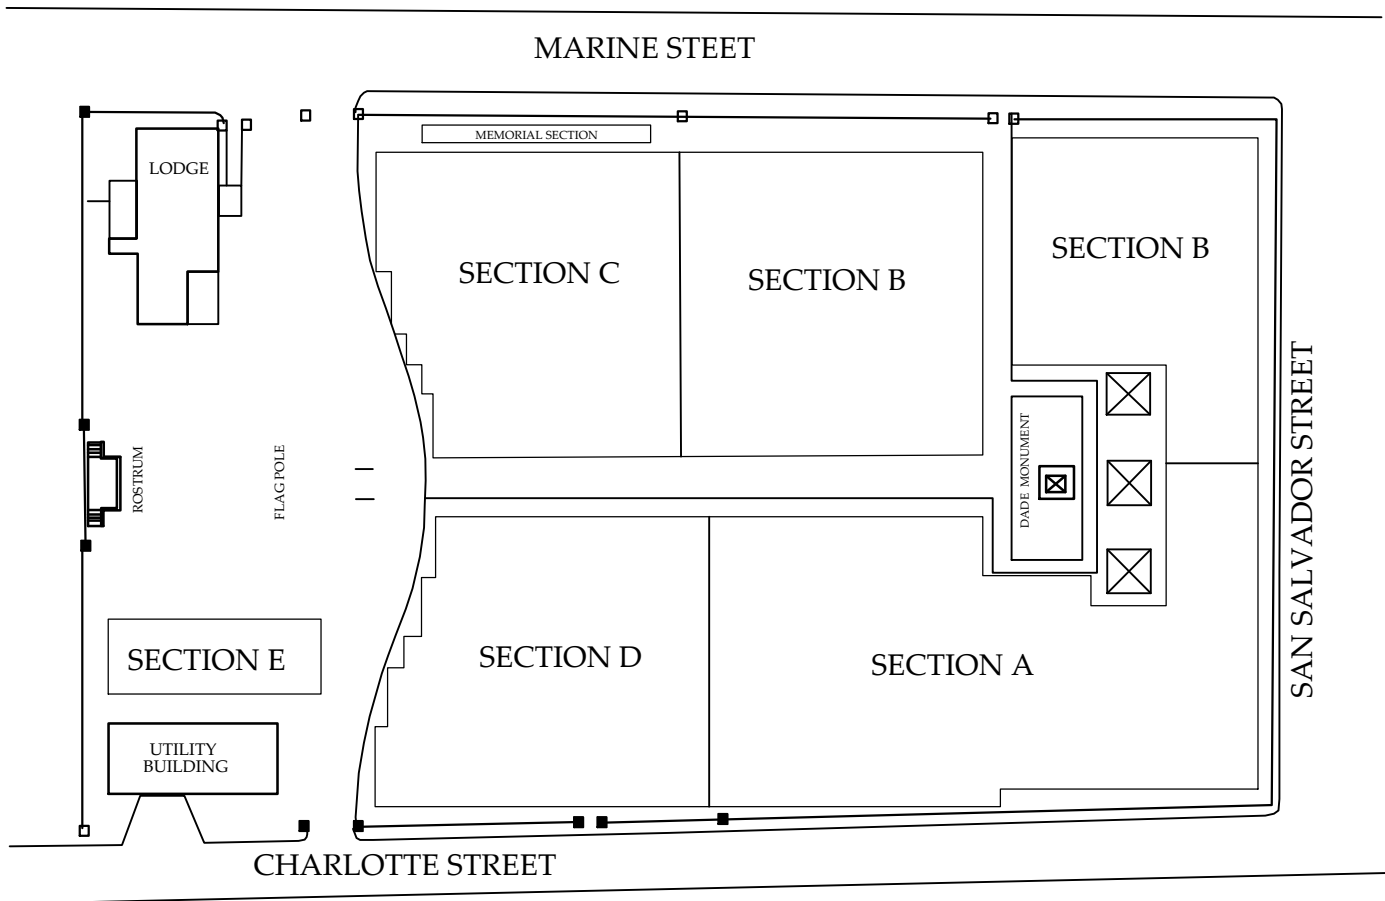 MARINE STEET
MEMORIAL SECTION
LODGE
SECTION C
SECTION B
SECTION B
SAN SALVADOR STREET
DADE MONUMENT
ROSTRUM
FLAG POLE
SECTION E
SECTION D
SECTION A
UTILITY
BUILDING
CHARLOTTE STREET